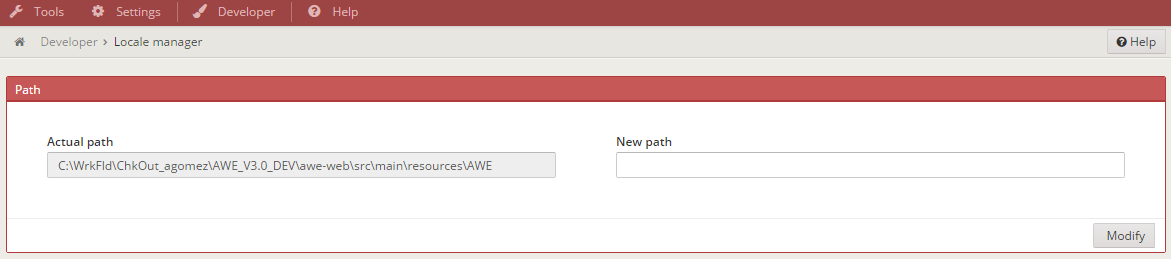 Tools Settings Developer Help
Developer › Locale manager Help
Path
Actual path New path
C:\WrkFld\ChkOut_agomez\AWE_V3.0_DEV\awe-web\src\main\resources\AWE
Modify